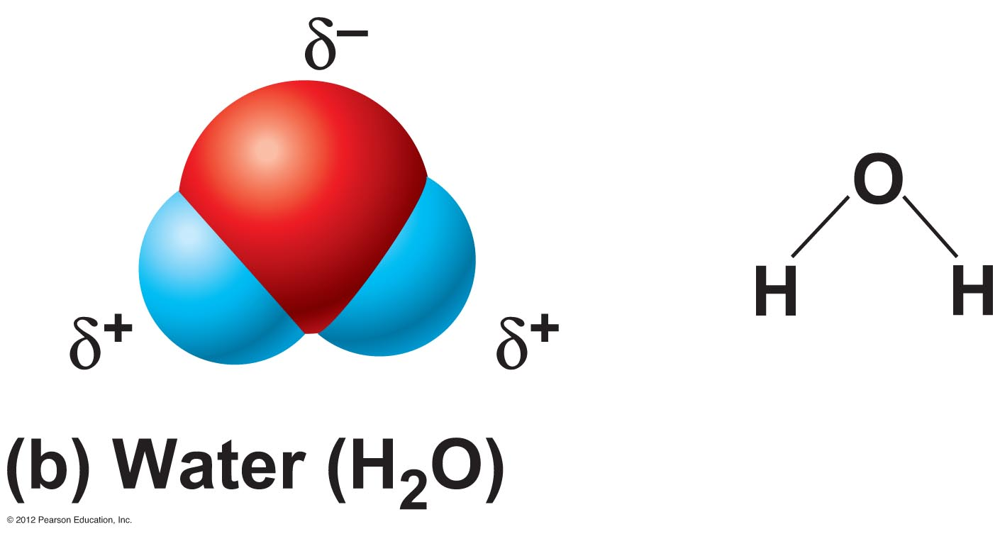 δ−
O
H H
δ+ δ+
(b) Water (H₂O)
© 2012 Pearson Education, Inc.